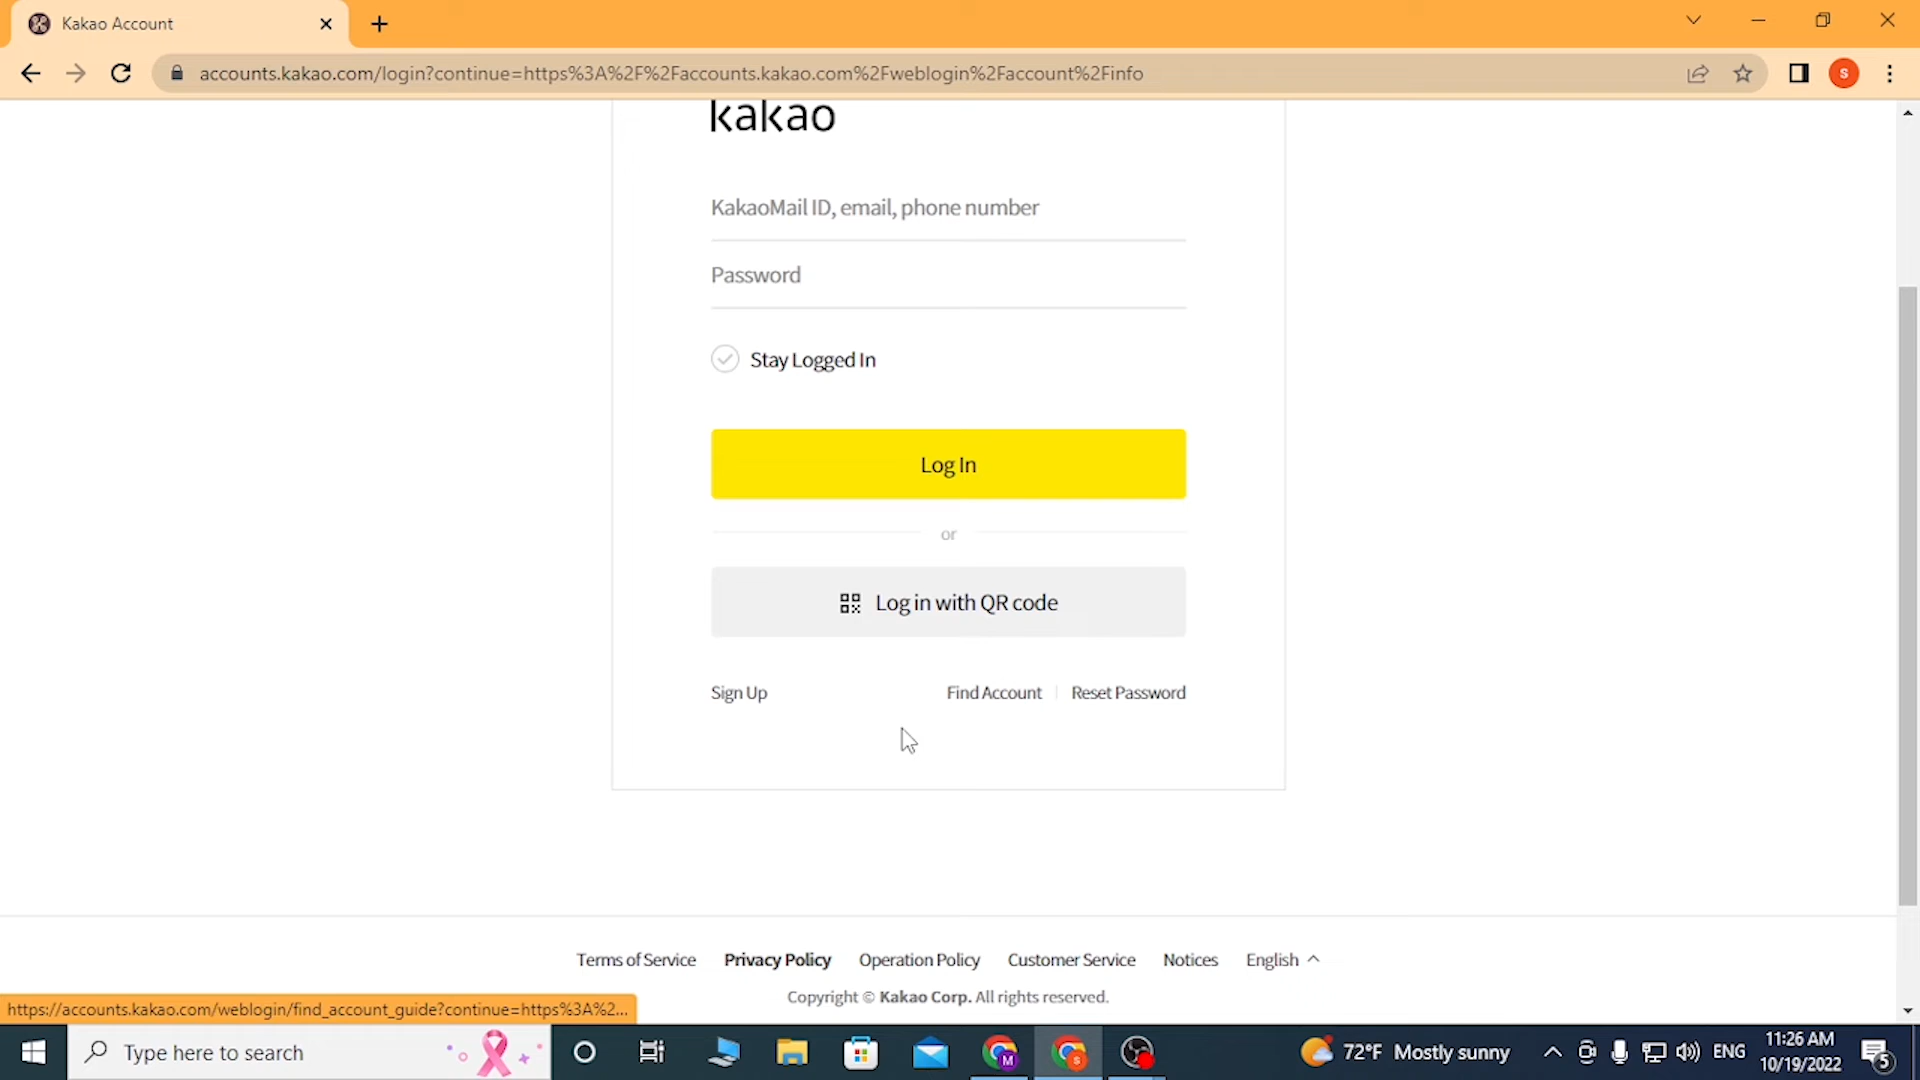 Kakao Account
accounts.kakao.com/login?continue=https%3A%2F%2Faccounts.kakao.com%2Fweblogin%2Faccount%2Finfo
S
kakao
KakaoMail ID, email, phone number
Password
Stay Logged In
Log In
or
Log in with QR code
Sign Up
Find Account
Reset Password
Terms of Service
Privacy Policy
Operation Policy
Customer Service
Notices
English
Copyright © Kakao Corp. All rights reserved.
https://accounts.kakao.com/weblogin/find_account_guide?continue=https%3A%2...
Type here to search
M
S
72°F Mostly sunny
ENG
11:26 AM
10/19/2022
5